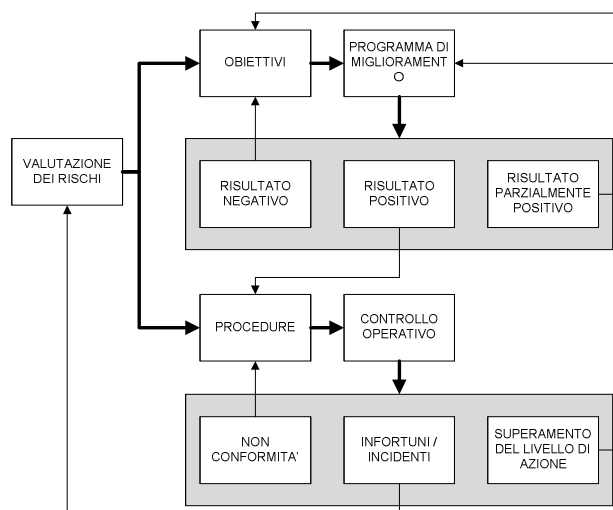 OBIETTIVI
PROGRAMMA DI
MIGLIORAMENT
O
VALUTAZIONE
DEI RISCHI
RISULTATO
NEGATIVO
RISULTATO
POSITIVO
RISULTATO
PARZIALMENTE
POSITIVO
PROCEDURE
CONTROLLO
OPERATIVO
NON
CONFORMITA'
INFORTUNI /
INCIDENTI
SUPERAMENTO
DEL LIVELLO DI
AZIONE